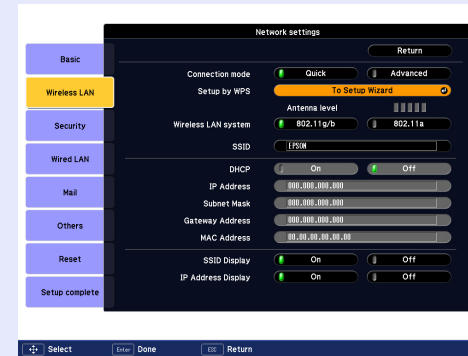 Network settings
Return
Basic
Connection mode Quick Advanced
Wireless LAN
Setup by WPS To Setup Wizard
Antenna level
Security
Wireless LAN system 802.11g/b 802.11a
SSID EPSON
Wired LAN
DHCP On Off
IP Address 000.000.000.000
Mail
Subnet Mask 000.000.000.000
Gateway Address 000.000.000.000
Others
MAC Address 00.00.00.00.00.00
Reset
SSID Display On Off
IP Address Display On Off
Setup complete
Select Enter Done ESC Return